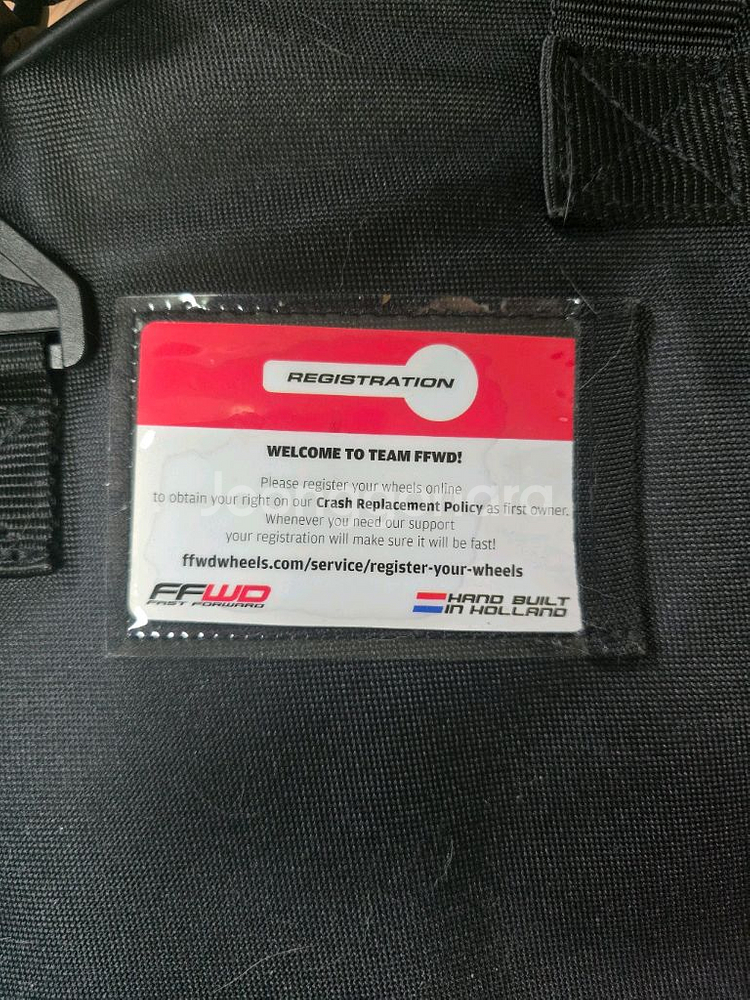 REGISTRATION
WELCOME TO TEAM FFWD!
Please register your wheels online
to obtain your right on our Crash Replacement Policy as first owner.
Whenever you need our support
your registration will make sure it will be fast!
ffwdwheels.com/service/register-your-wheels
FFWD
FAST FORWARD
HAND BUILT
IN HOLLAND